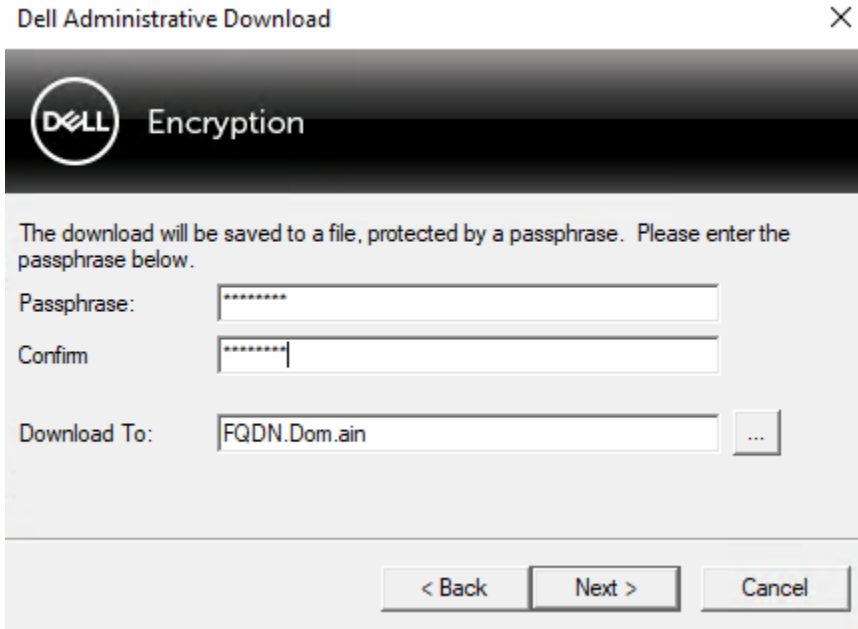 Dell Administrative Download
DELL
Encryption
The download will be saved to a file, protected by a passphrase. Please enter the
passphrase below.
Passphrase: ********
Confirm ********
Download To: FQDN.Dom.ain ...
< Back Next > Cancel